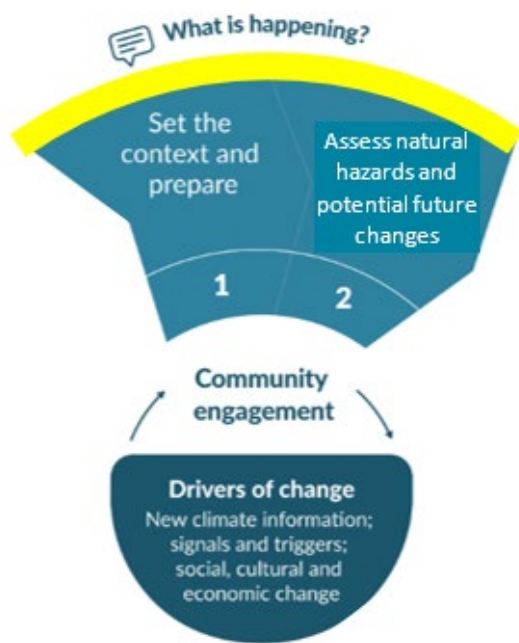 What is happening?
Set the
context and
prepare
Assess natural
hazards and
potential future
changes
1
2
Community
engagement
Drivers of change
New climate information;
signals and triggers;
social, cultural and
economic change